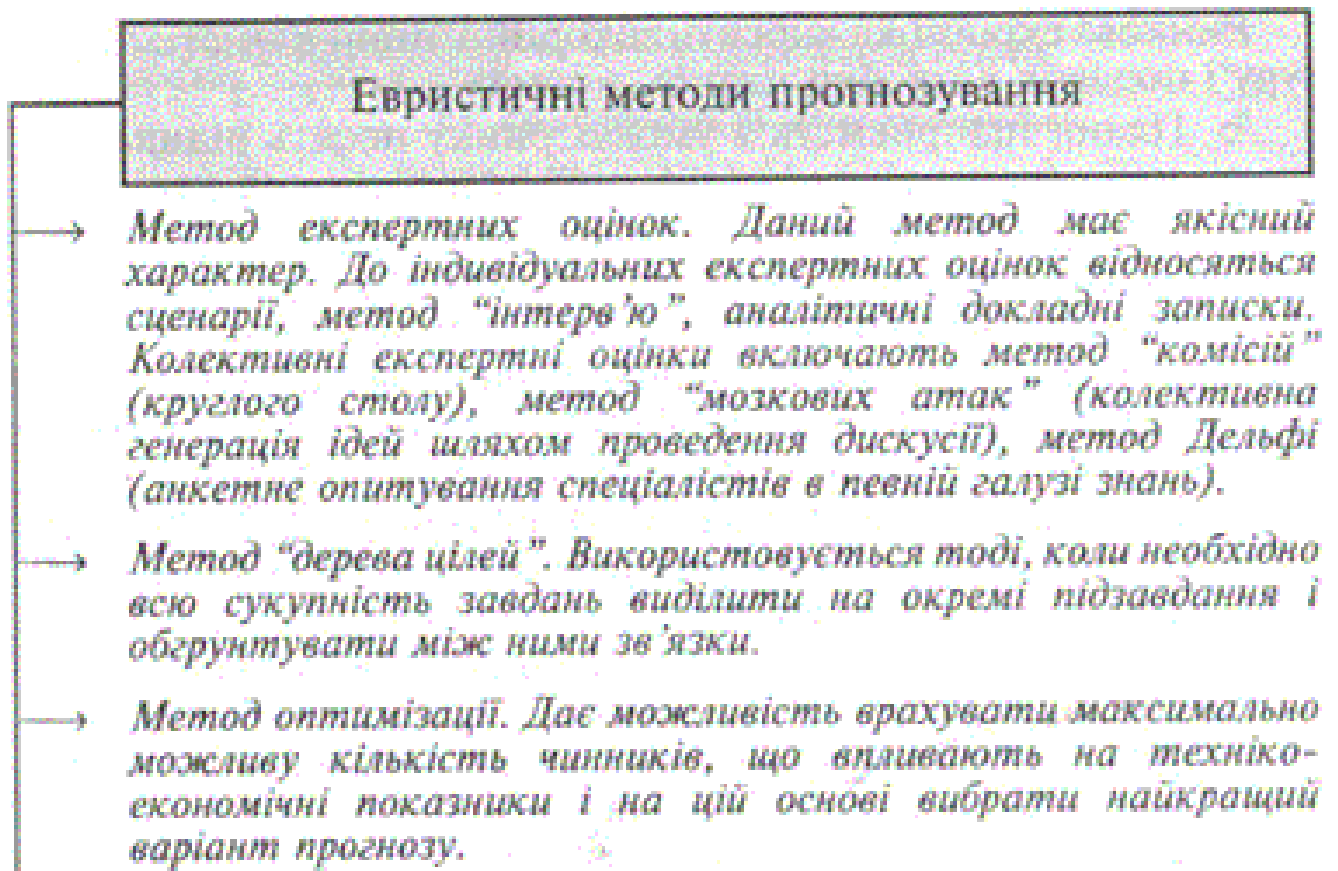 Евристичні методи прогнозування
Метод експертних оцінок. Даний метод має якісний
характер. До індивідуальних експертних оцінок відносяться
сценарії, метод “інтерв’ю”, аналітичні докладні записки.
Колективні експертні оцінки включають метод “комісій”
(круглого столу), метод “мозкових атак” (колективна
генерація ідей шляхом проведення дискусії), метод Дельфі
(анкетне опитування спеціалістів в певній галузі знань).
Метод “дерева цілей”. Використовується тоді, коли необхідно
всю сукупність завдань виділити на окремі підзавдання і
обгрунтувати між ними зв’язки.
Метод оптимізації. Дає можливість врахувати максимально
можливу кількість чинників, що впливають на техніко-
економічні показники і на цій основі вибрати найкращий
варіант прогнозу.